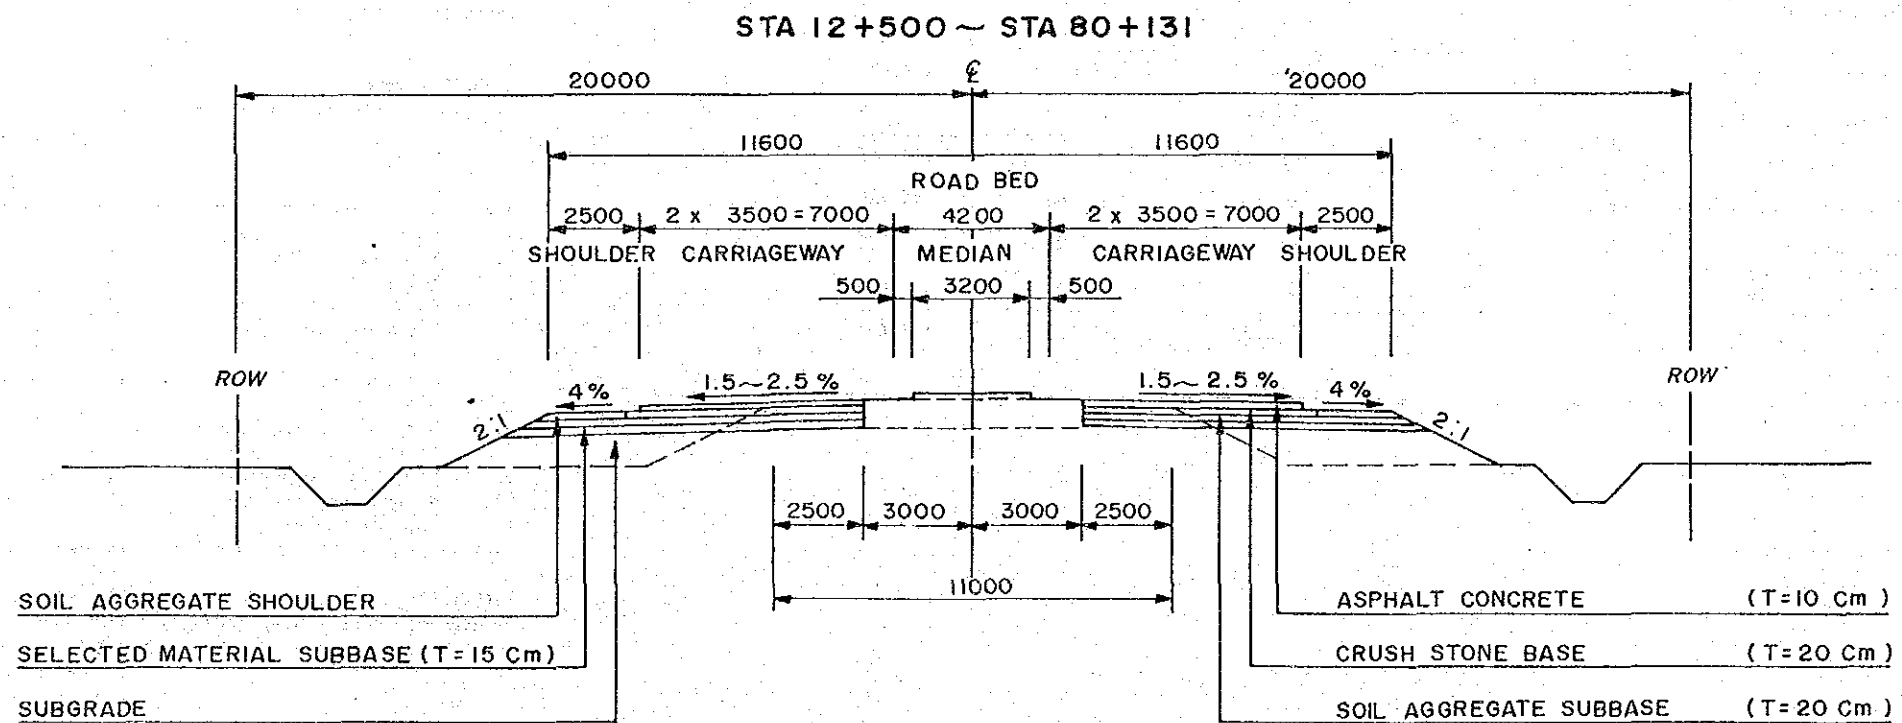 STA 12+500 ~ STA 80+131
℄
20000 20000
11600 11600
ROAD BED
2500 2 x 3500 = 7000 4200 2 x 3500 = 7000 2500
SHOULDER CARRIAGEWAY MEDIAN CARRIAGEWAY SHOULDER
500 3200 500
ROW ROW
4% 1.5~2.5% 1.5~2.5% 4%
2:1 2:1
2500 3000 3000 2500
11000
SOIL AGGREGATE SHOULDER
ASPHALT CONCRETE (T=10 Cm)
SELECTED MATERIAL SUBBASE (T=15 Cm)
CRUSH STONE BASE (T=20 Cm)
SUBGRADE
SOIL AGGREGATE SUBBASE (T=20 Cm)